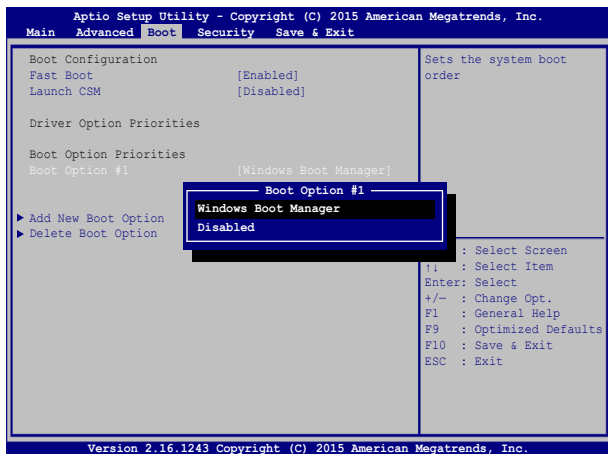 Aptio Setup Utility - Copyright (C) 2015 American Megatrends, Inc.
Main Advanced Boot Security Save & Exit
Boot Configuration
Fast Boot [Enabled]
Launch CSM [Disabled]
Driver Option Priorities
Boot Option Priorities
Boot Option #1 [Windows Boot Manager]
Add New Boot Option
Delete Boot Option
Boot Option #1
Windows Boot Manager
Disabled
Sets the system boot
order
: Select Screen
↑↓ : Select Item
Enter: Select
+/— : Change Opt.
F1 : General Help
F9 : Optimized Defaults
F10 : Save & Exit
ESC : Exit
Version 2.16.1243 Copyright (C) 2015 American Megatrends, Inc.